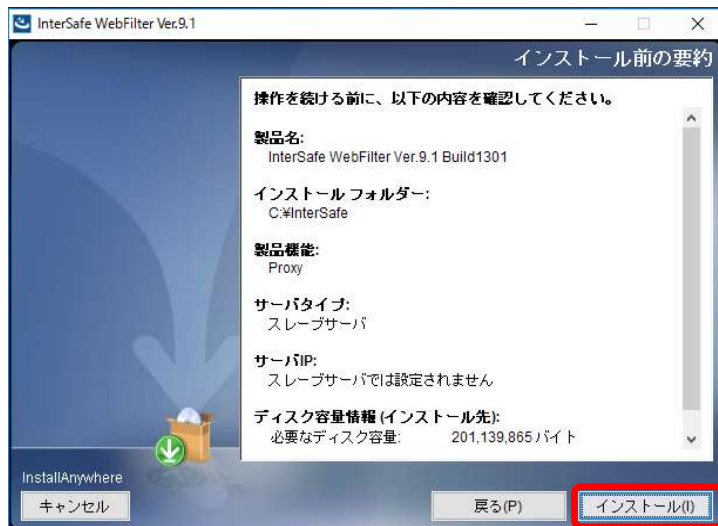 InterSafe WebFilter Ver.9.1
インストール前の要約
操作を続ける前に、以下の内容を確認してください。
製品名:
InterSafe WebFilter Ver.9.1 Build1301
インストール フォルダー:
C:¥InterSafe
製品機能:
Proxy
サーバタイプ:
スレーブサーバ
サーバIP:
スレーブサーバでは設定されません
ディスク容量情報 (インストール先):
必要なディスク容量: 201,139,865 バイト
InstallAnywhere
キャンセル 戻る(P) インストール(I)